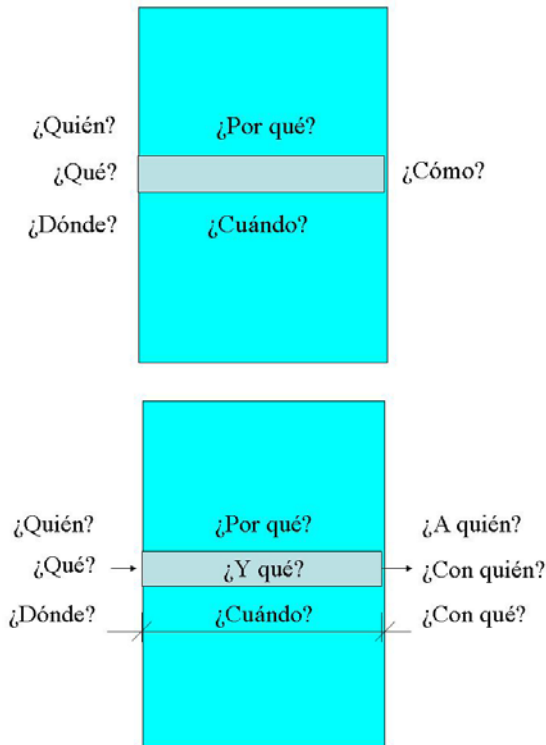 ¿Quién? ¿Por qué?
¿Qué? ¿Cómo?
¿Dónde? ¿Cuándo?
¿Quién? ¿Por qué? ¿A quién?
¿Qué? ¿Y qué? ¿Con quién?
¿Dónde? ¿Cuándo? ¿Con qué?